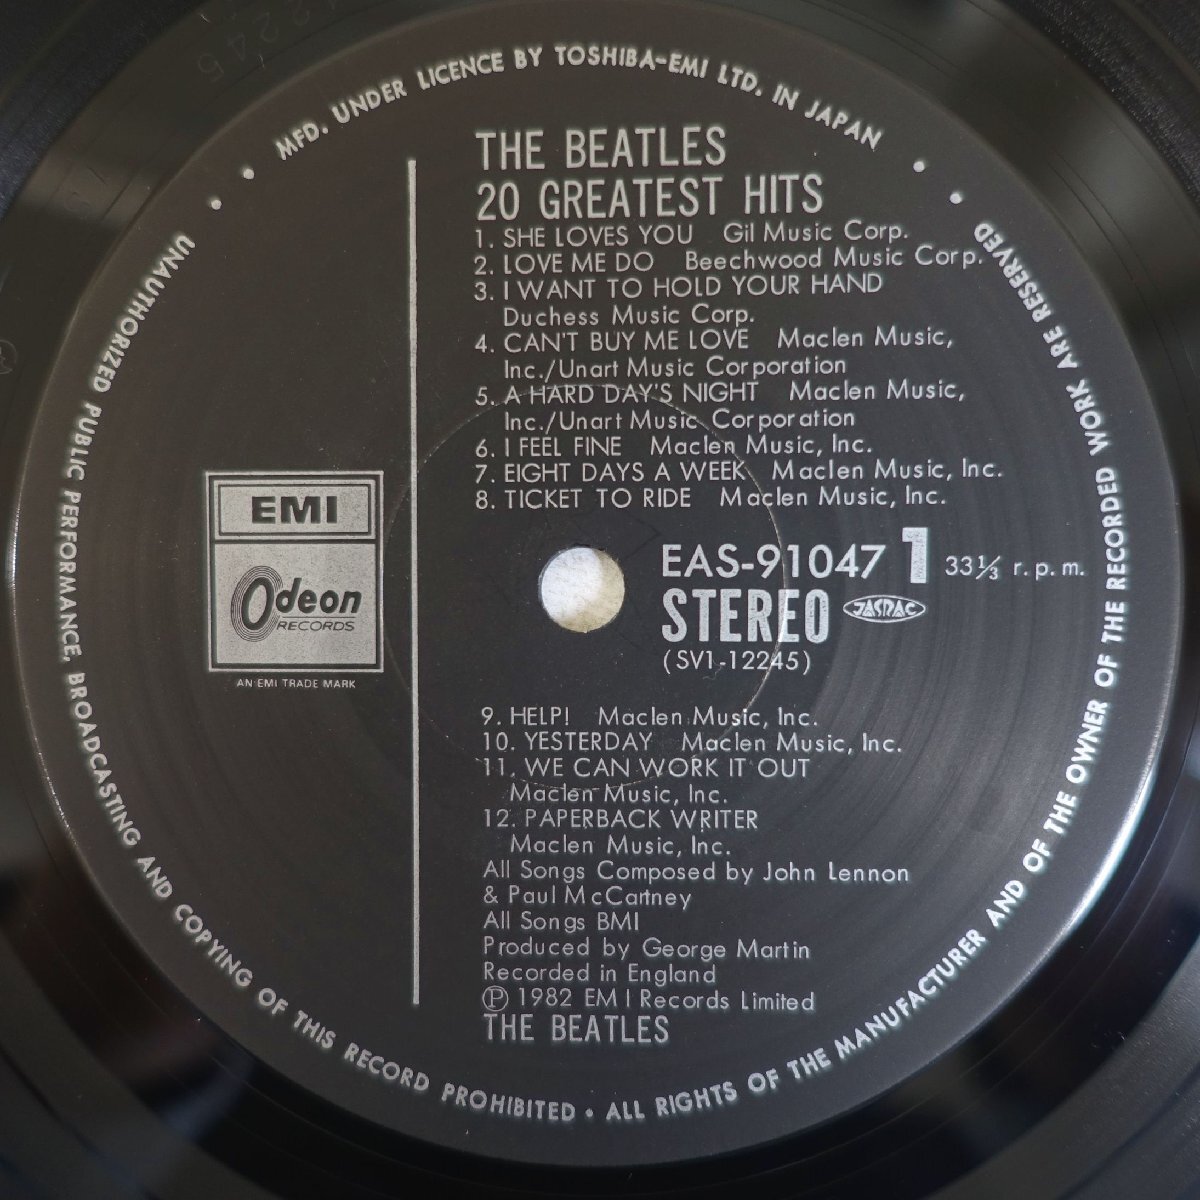 MFD. UNDER LICENCE BY TOSHIBA-EMI LTD. IN JAPAN
THE BEATLES
20 GREATEST HITS
1. SHE LOVES YOU Gil Music Corp.
2. LOVE ME DO Beechwood Music Corp.
3. I WANT TO HOLD YOUR HAND
Duchess Music Corp.
4. CAN'T BUY ME LOVE Maclen Music,
Inc./Unart Music Corporation
5. A HARD DAY'S NIGHT Maclen Music,
Inc./Unart Music Corporation
6. I FEEL FINE Maclen Music, Inc.
7. EIGHT DAYS A WEEK Maclen Music, Inc.
8. TICKET TO RIDE Maclen Music, Inc.
EMI
Odeon
RECORDS
AN EMI TRADE MARK
EAS-91047 1 33⅓ r.p.m.
STEREO JASRAC
(SV1-12245)
9. HELP! Maclen Music, Inc.
10. YESTERDAY Maclen Music, Inc.
11. WE CAN WORK IT OUT
Maclen Music, Inc.
12. PAPERBACK WRITER
Maclen Music, Inc.
All Songs Composed by John Lennon
& Paul McCartney
All Songs BMI
Produced by George Martin
Recorded in England
℗ 1982 EMI Records Limited
THE BEATLES
UNAUTHORIZED PUBLIC PERFORMANCE, BROADCASTING AND COPYING OF THIS RECORD PROHIBITED • ALL RIGHTS OF THE MANUFACTURER AND OF THE OWNER OF THE RECORDED WORK ARE RESERVED